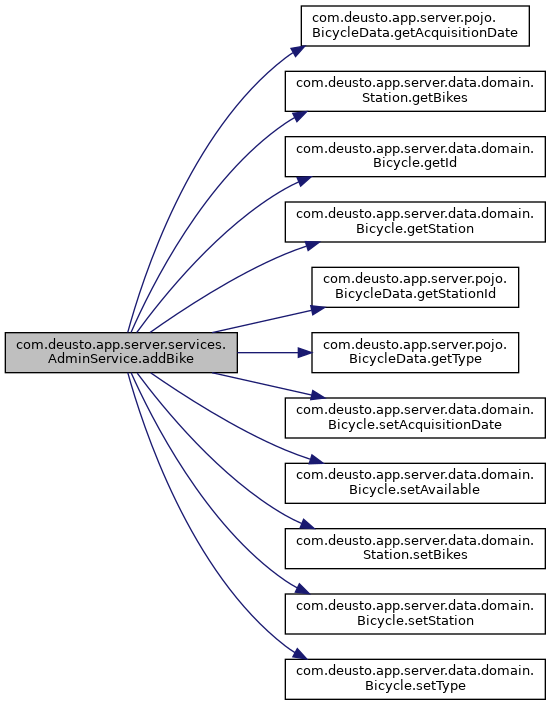 com.deusto.app.server.pojo.
BicycleData.getAcquisitionDate
com.deusto.app.server.data.domain.
Station.getBikes
com.deusto.app.server.data.domain.
Bicycle.getId
com.deusto.app.server.data.domain.
Bicycle.getStation
com.deusto.app.server.pojo.
BicycleData.getStationId
com.deusto.app.server.services.
AdminService.addBike
com.deusto.app.server.pojo.
BicycleData.getType
com.deusto.app.server.data.domain.
Bicycle.setAcquisitionDate
com.deusto.app.server.data.domain.
Bicycle.setAvailable
com.deusto.app.server.data.domain.
Station.setBikes
com.deusto.app.server.data.domain.
Bicycle.setStation
com.deusto.app.server.data.domain.
Bicycle.setType